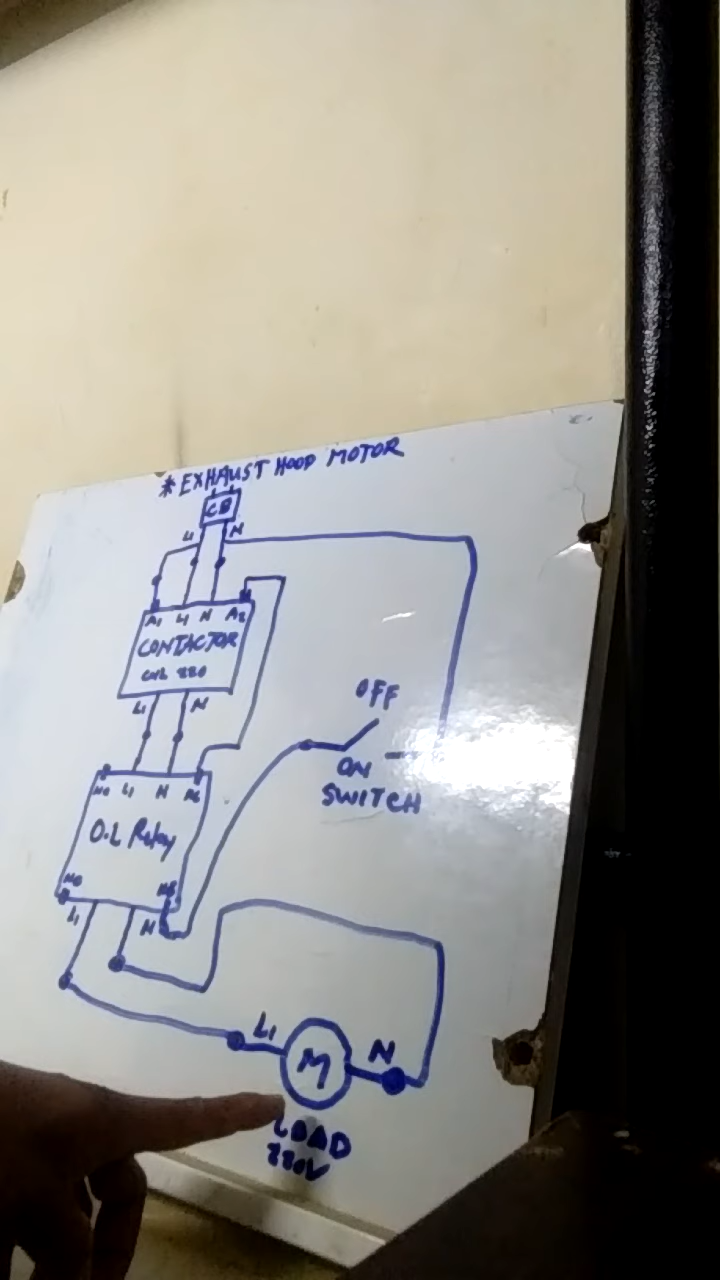 * EXHAUST HOOD MOTOR
CB
L1 N
A1 L1 N A2
CONTACTOR
COIL 220
L1 N
OFF
ON
SWITCH
NO L1 N NC
O.L Relay
NO NC
L1 N
L1 M N
LOAD
220V